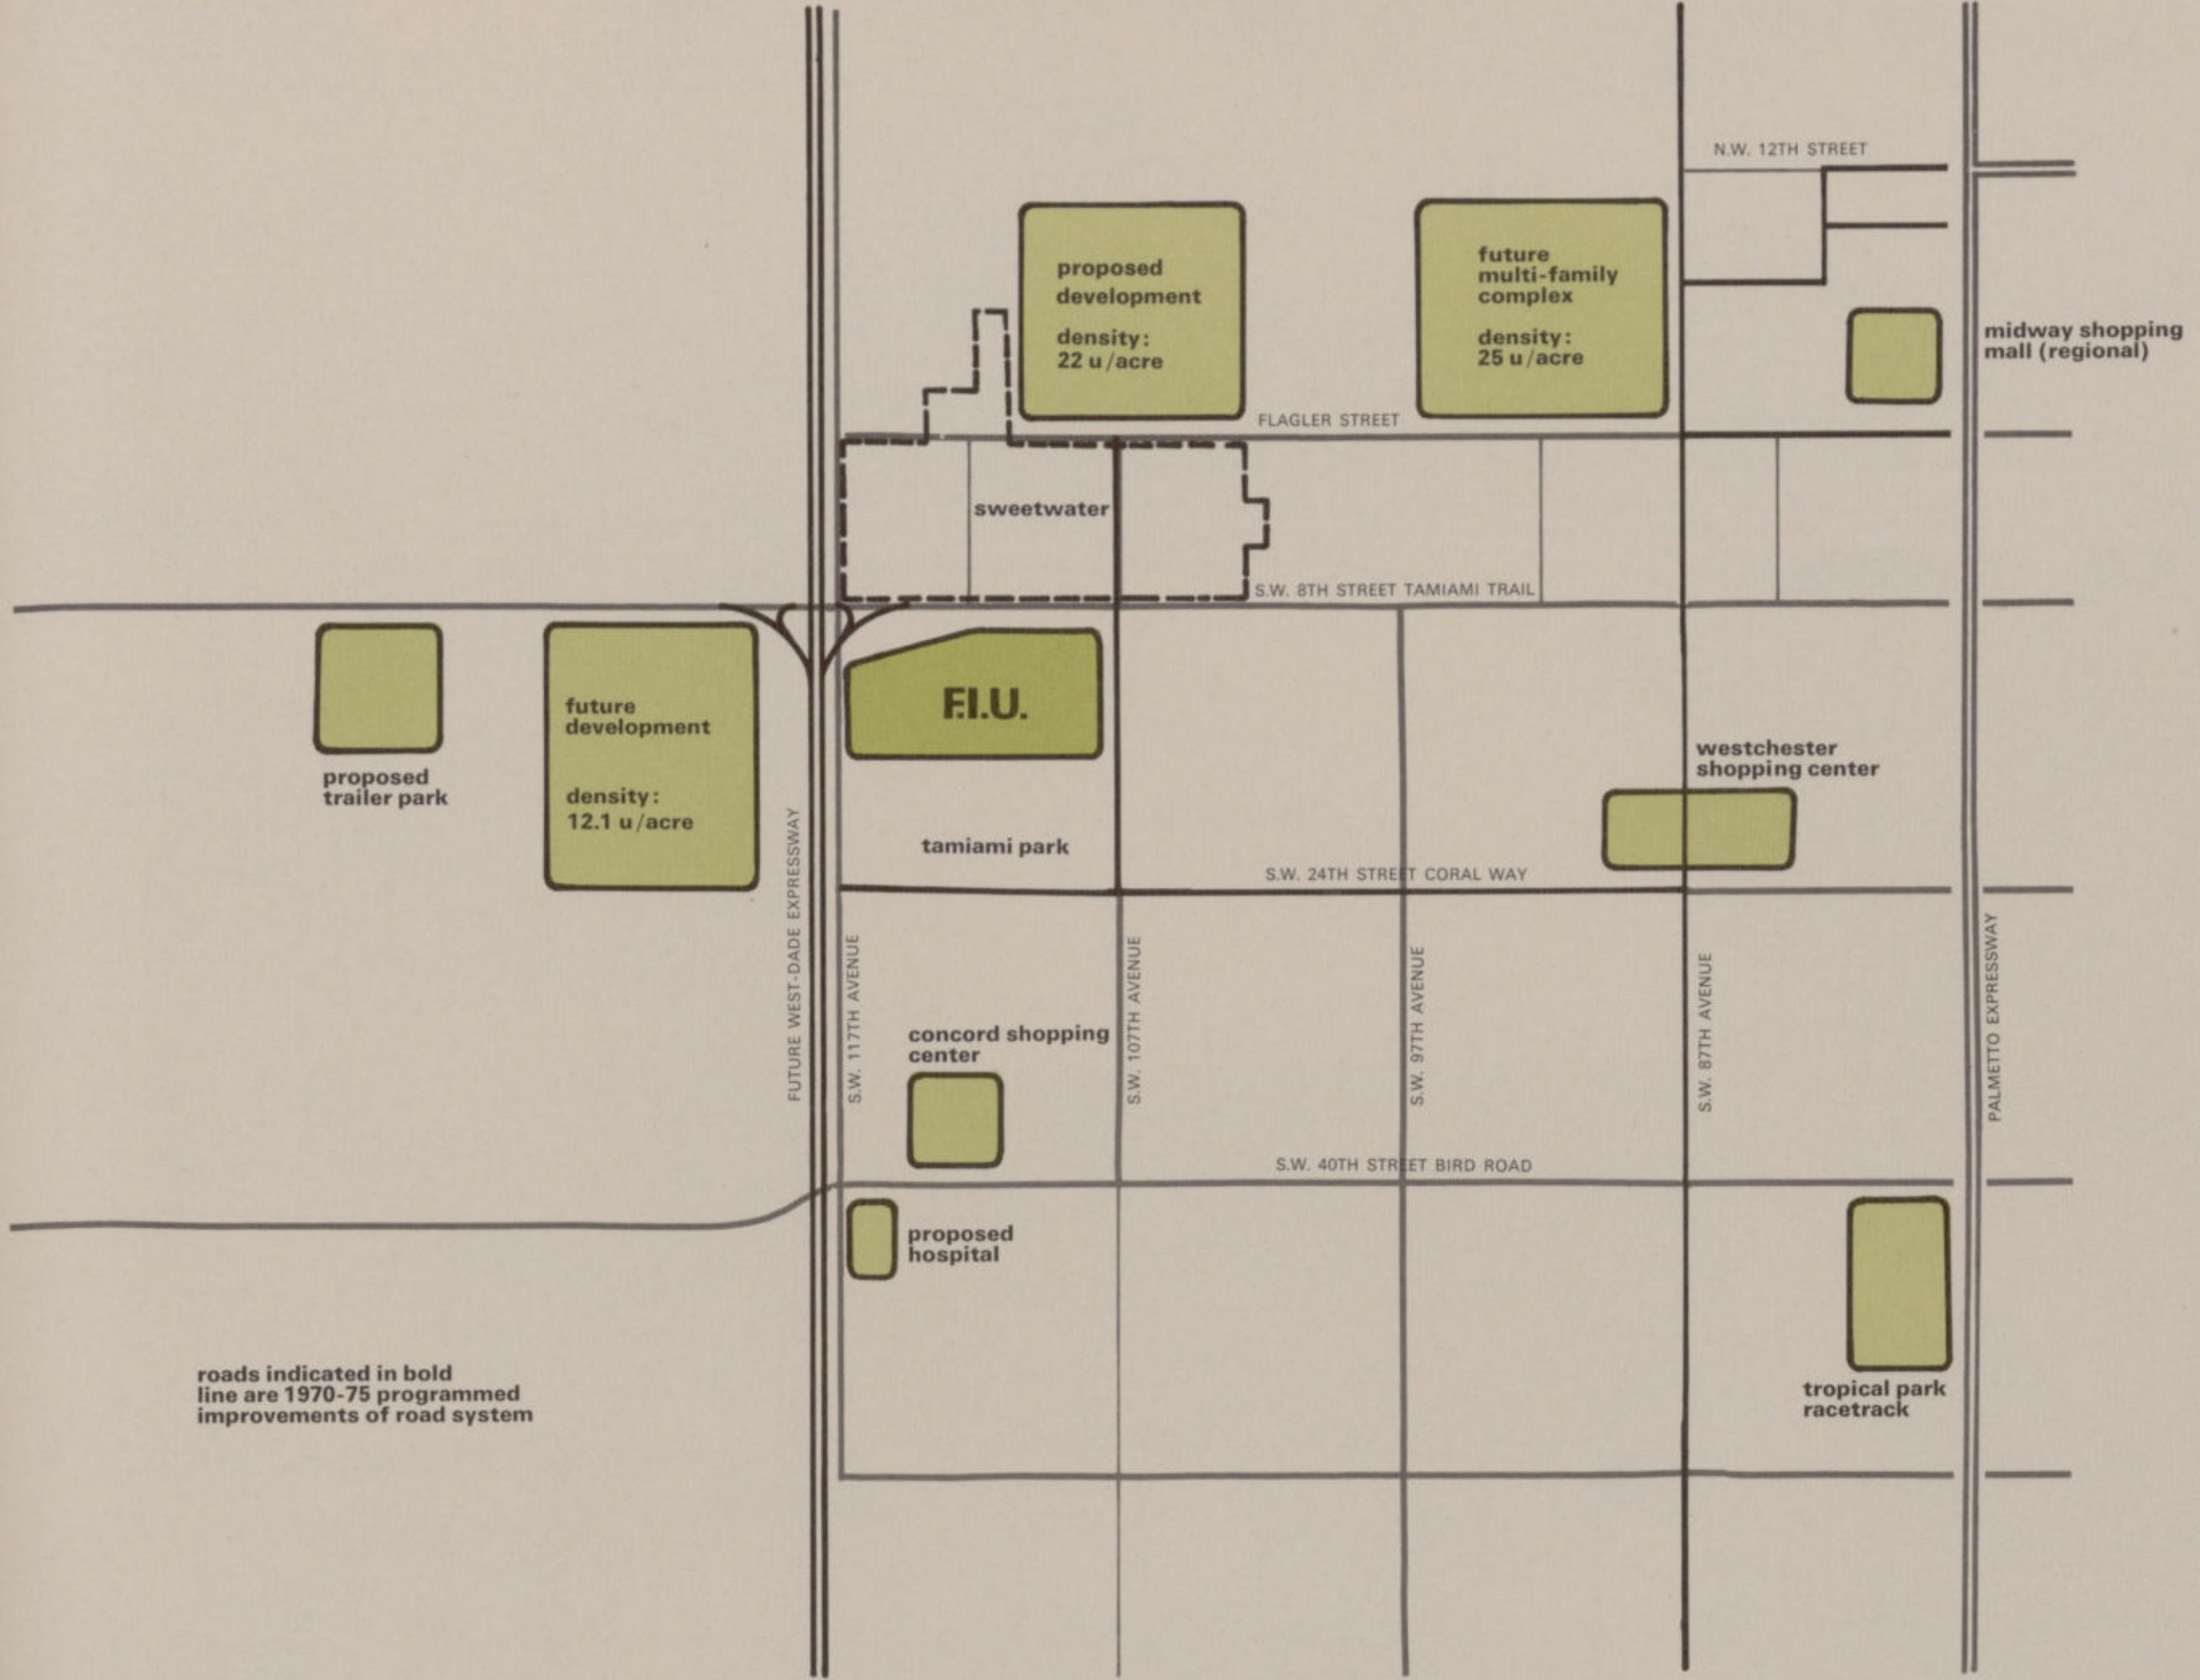 N.W. 12TH STREET
proposed
development
density:
22 u/acre
future
multi-family
complex
density:
25 u/acre
midway shopping
mall (regional)
FLAGLER STREET
sweetwater
S.W. 8TH STREET TAMIAMI TRAIL
F.I.U.
future
development
density:
12.1 u/acre
proposed
trailer park
westchester
shopping center
tamiami park
S.W. 24TH STREET CORAL WAY
FUTURE WEST-DADE EXPRESSWAY
S.W. 117TH AVENUE
S.W. 107TH AVENUE
S.W. 97TH AVENUE
S.W. 87TH AVENUE
PALMETTO EXPRESSWAY
concord shopping
center
S.W. 40TH STREET BIRD ROAD
proposed
hospital
roads indicated in bold
line are 1970-75 programmed
improvements of road system
tropical park
racetrack